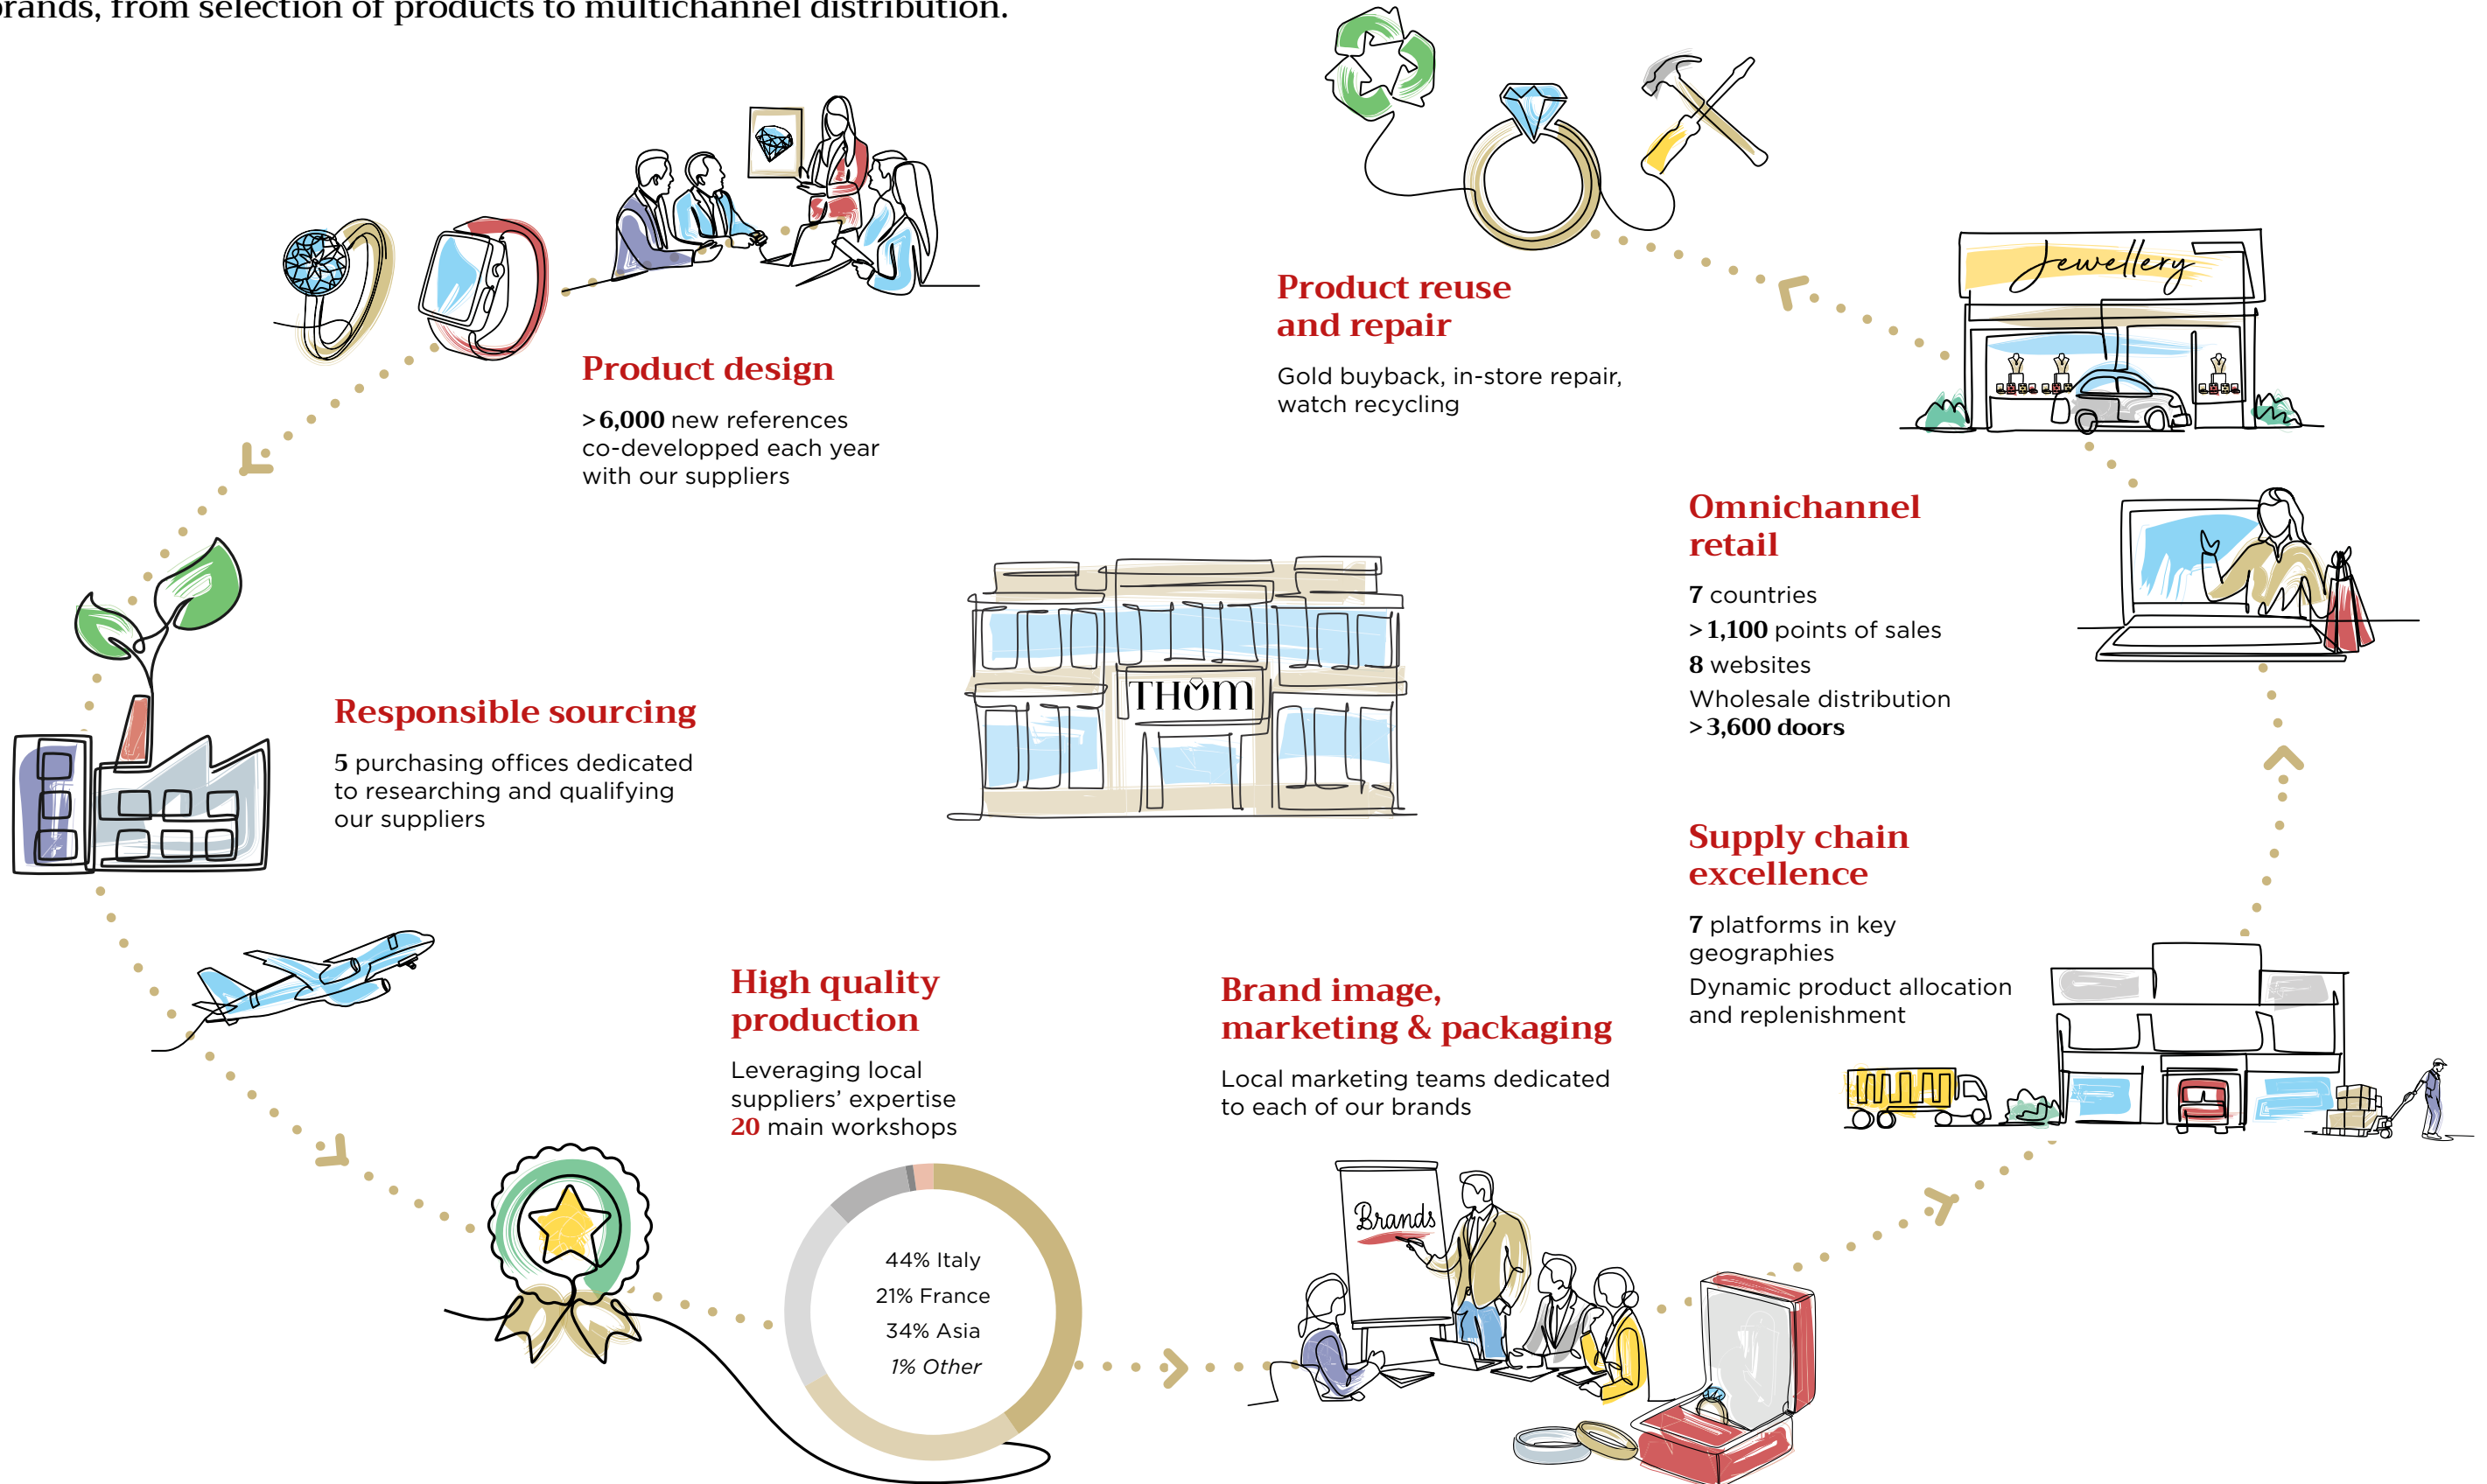 brands, from selection of products to multichannel distribution.
Product design
>6,000 new references
co-developped each year
with our suppliers
Product reuse
and repair
Gold buyback, in-store repair,
watch recycling
Jewellery
Omnichannel
retail
7 countries
>1,100 points of sales
8 websites
Wholesale distribution
>3,600 doors
THOM
Responsible sourcing
5 purchasing offices dedicated
to researching and qualifying
our suppliers
Supply chain
excellence
7 platforms in key
geographies
Dynamic product allocation
and replenishment
High quality
production
Leveraging local
suppliers’ expertise
20 main workshops
44% Italy
21% France
34% Asia
1% Other
Brand image,
marketing & packaging
Local marketing teams dedicated
to each of our brands
Brands